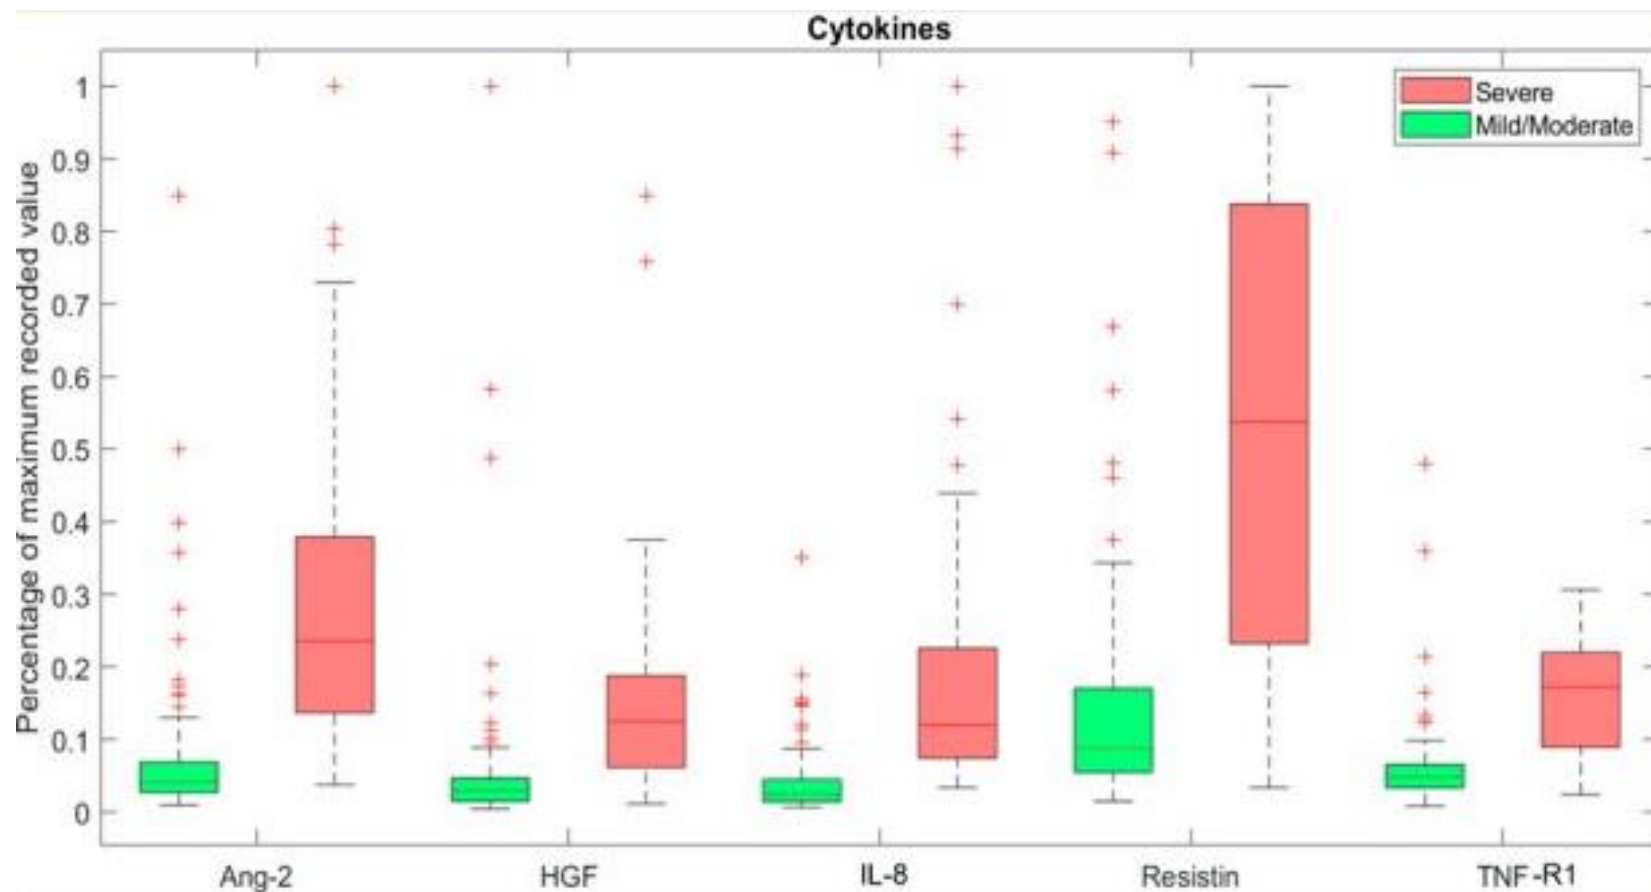 Cytokines
Percentage of maximum recorded value
1
0.9
0.8
0.7
0.6
0.5
0.4
0.3
0.2
0.1
0
Severe
Mild/Moderate
Ang-2
HGF
IL-8
Resistin
TNF-R1